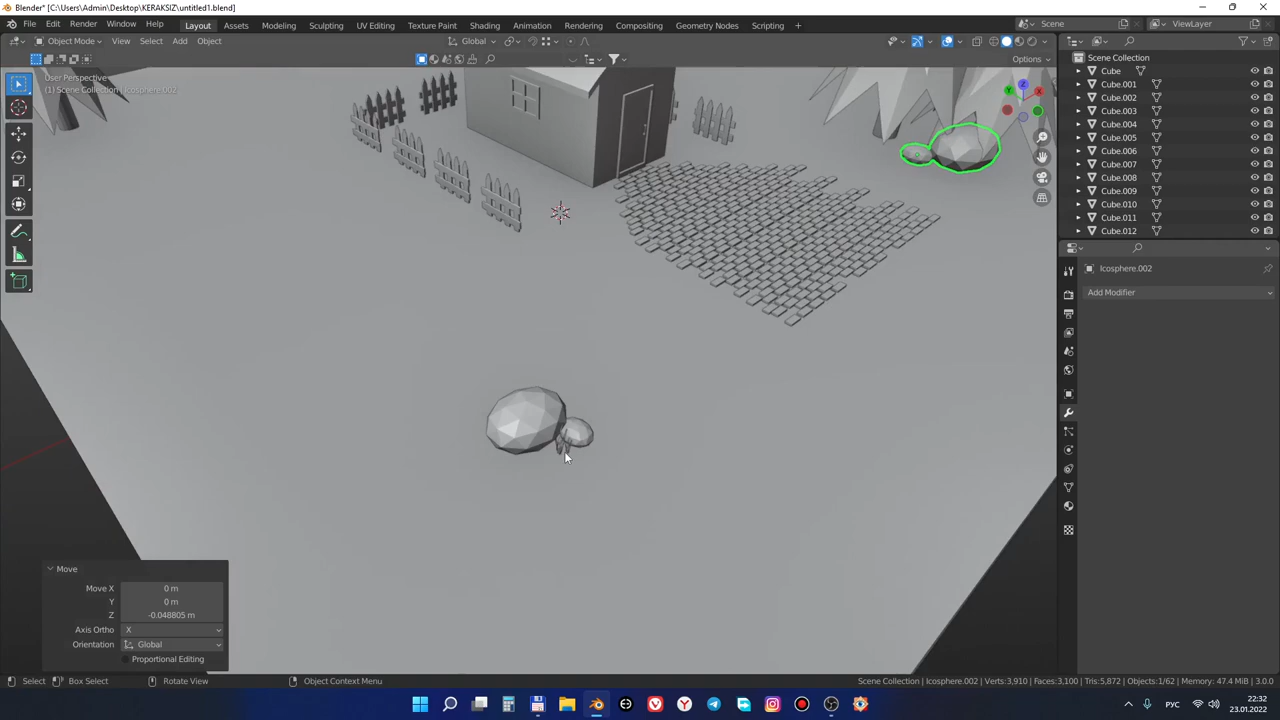 Blender* [C:\Users\Admin\Desktop\KERAKSIZ\untitled1.blend]
File Edit Render Window Help Layout Assets Modeling Sculpting UV Editing Texture Paint Shading Animation Rendering Compositing Geometry Nodes Scripting Scene ViewLayer
Object Mode View Select Add Object Global
Options
User Perspective
(1) Scene Collection | Icosphere.002
Scene Collection
Cube
Cube.001
Cube.002
Cube.003
Cube.004
Cube.005
Cube.006
Cube.007
Cube.008
Cube.009
Cube.010
Cube.011
Cube.012
Icosphere.002
Add Modifier
Move
Move X 0 m
Y 0 m
Z -0.048805 m
Axis Ortho X
Orientation Global
Proportional Editing
Select Box Select Rotate View Object Context Menu Scene Collection | Icosphere.002 | Verts:3,910 | Faces:3,100 | Tris:5,872 | Objects:1/62 | Memory: 47.4 MiB | 3.0.0
РУС
22:32
23.01.2022